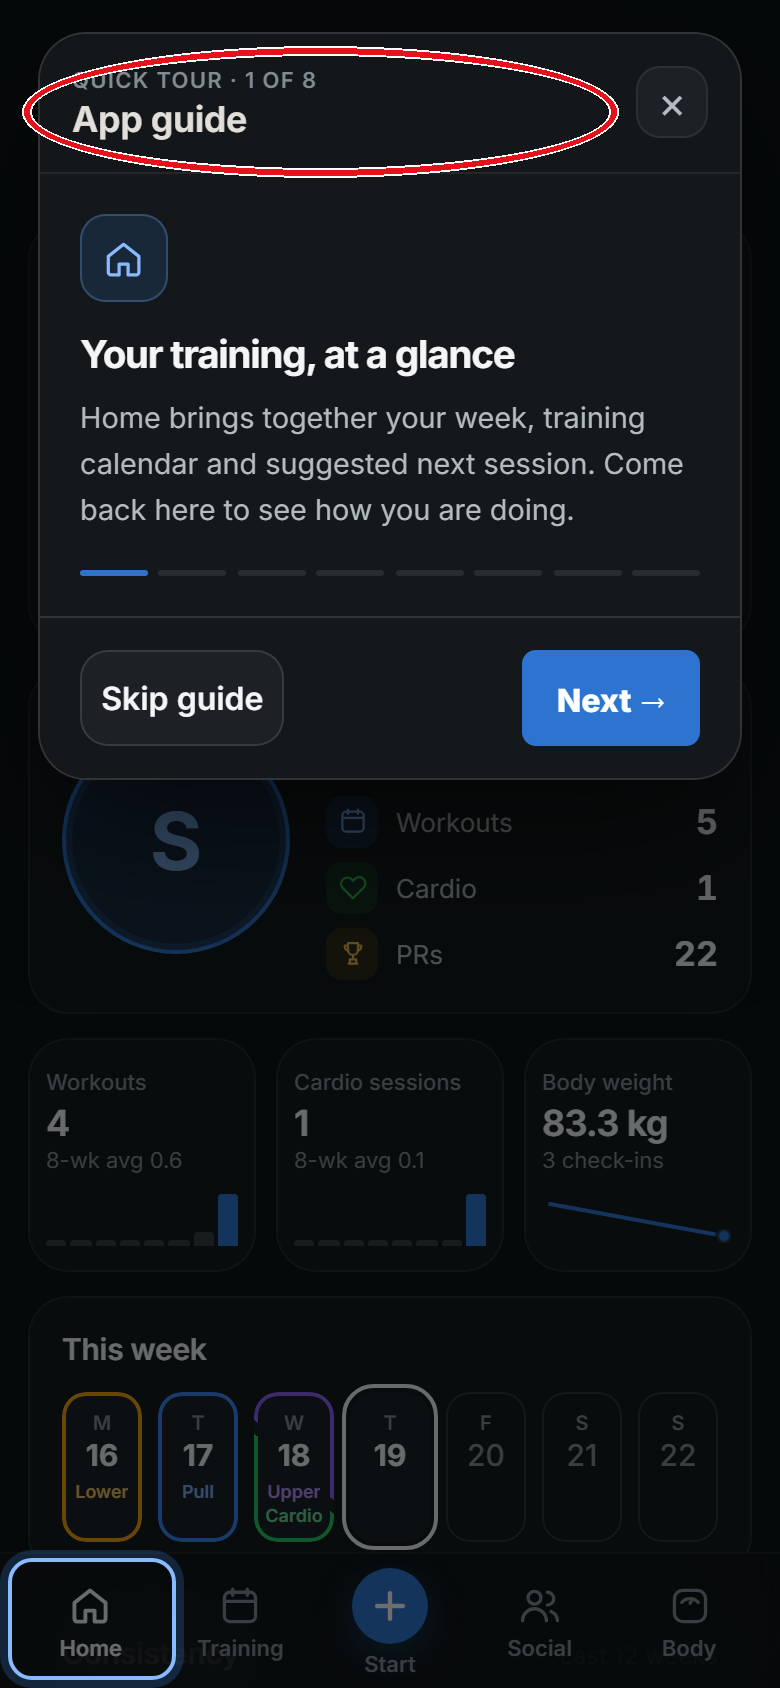 QUICK TOUR · 1 OF 8
App guide
Your training, at a glance
Home brings together your week, training
calendar and suggested next session. Come
back here to see how you are doing.
Skip guide
Next →
S
Workouts 5
Cardio 1
PRs 22
Workouts
4
8-wk avg 0.6
Cardio sessions
1
8-wk avg 0.1
Body weight
83.3 kg
3 check-ins
This week
M T W T F S S
16 17 18 19 20 21 22
Lower Pull Upper
Cardio
Consistency Last 12 weeks
Home Training Start Social Body